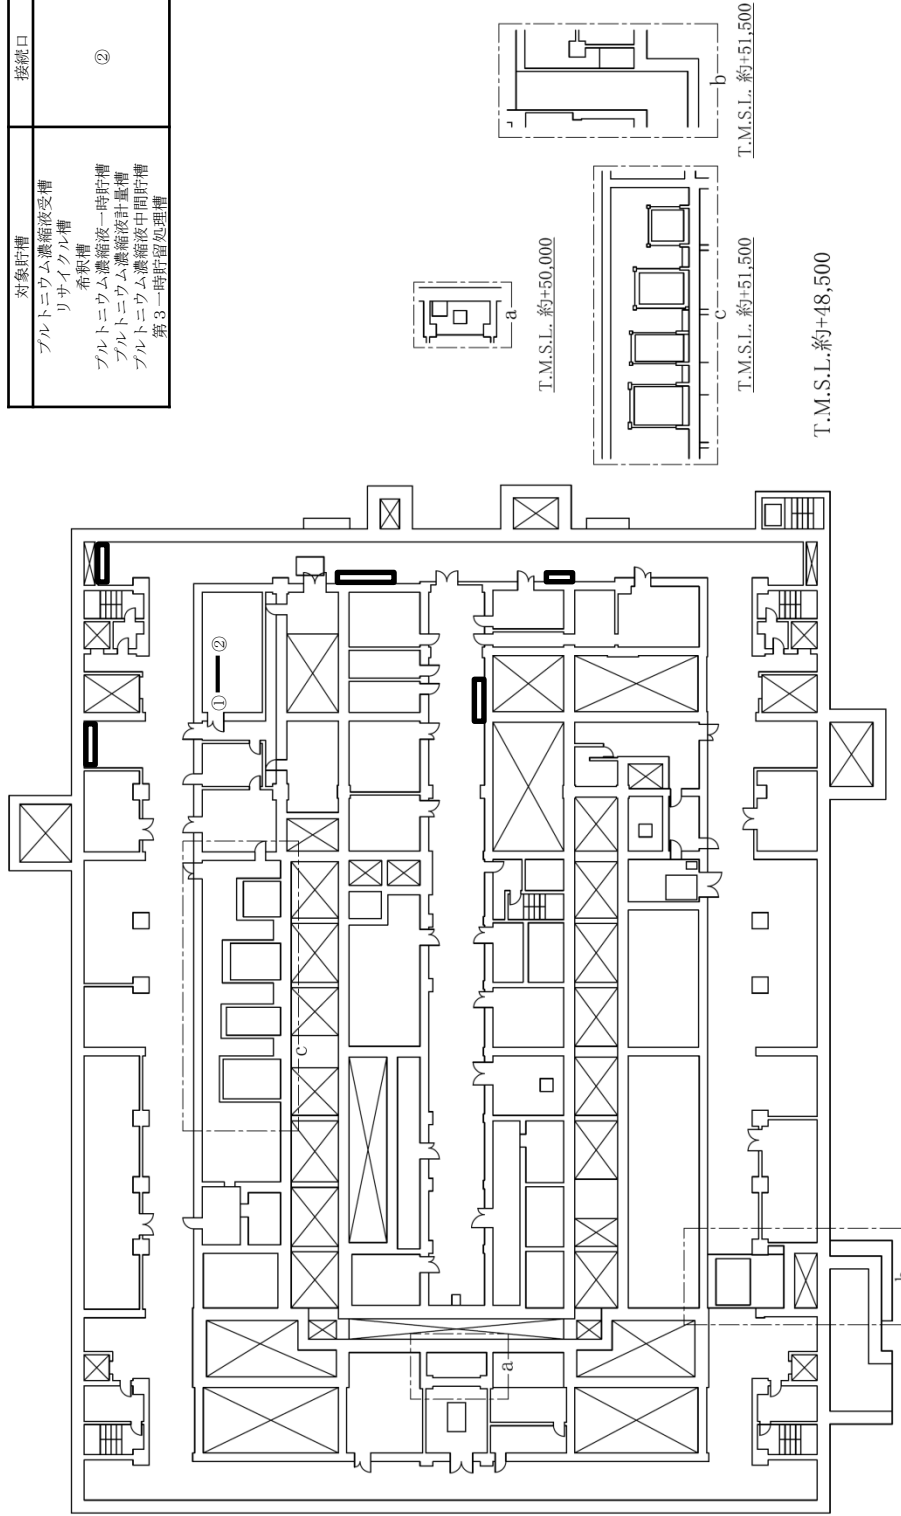 対象貯槽
接続口
プルトニウム濃縮液受槽
リサイクル槽
希釈槽
プルトニウム濃縮液一時貯槽
プルトニウム濃縮液計量槽
プルトニウム濃縮液中間貯槽
第3一時貯留処理槽
②
b
T.M.S.L. 約+51,500
a
T.M.S.L. 約+50,000
c
T.M.S.L. 約+51,500
T.M.S.L.約+48,500
①
②
c
a
b